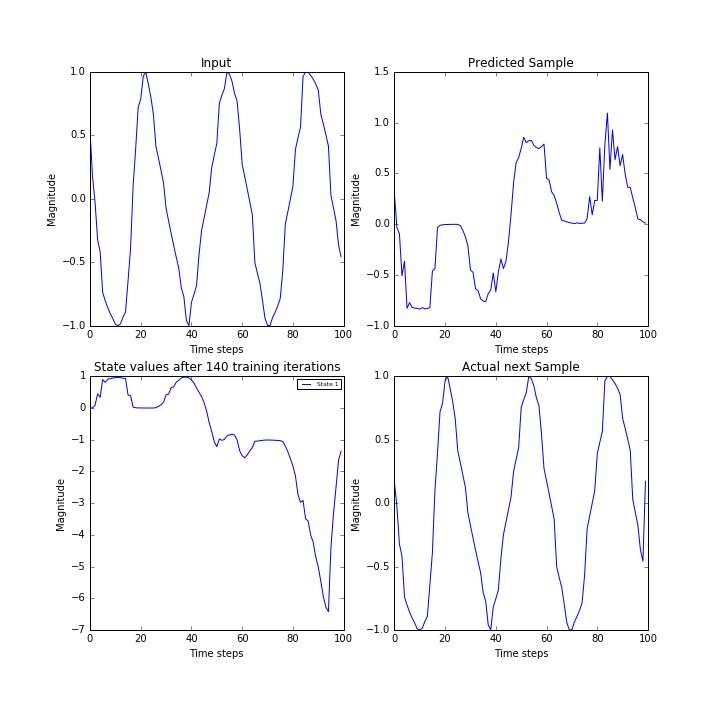 Input
Magnitude
1.0
0.5
0.0
−0.5
−1.0
0 20 40 60 80 100
Time steps
Predicted Sample
Magnitude
1.5
1.0
0.5
0.0
−0.5
−1.0
0 20 40 60 80 100
Time steps
State values after 140 training iterations
State 1
Magnitude
1
0
−1
−2
−3
−4
−5
−6
−7
0 20 40 60 80 100
Time steps
Actual next Sample
Magnitude
1.0
0.5
0.0
−0.5
−1.0
0 20 40 60 80 100
Time steps